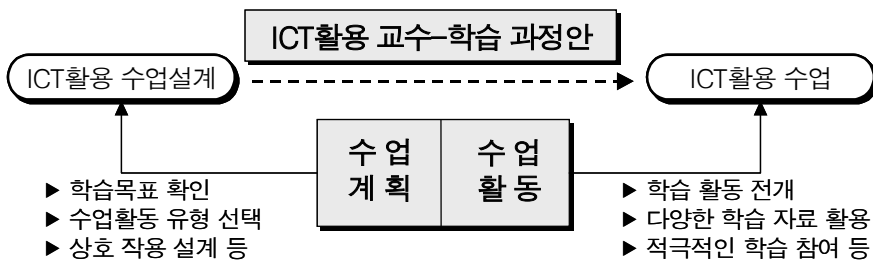 ICT활용 교수-학습 과정안
ICT활용 수업설계
ICT활용 수업
수 업
계 획
수 업
활 동
▶ 학습목표 확인
▶ 수업활동 유형 선택
▶ 상호 작용 설계 등
▶ 학습 활동 전개
▶ 다양한 학습 자료 활용
▶ 적극적인 학습 참여 등